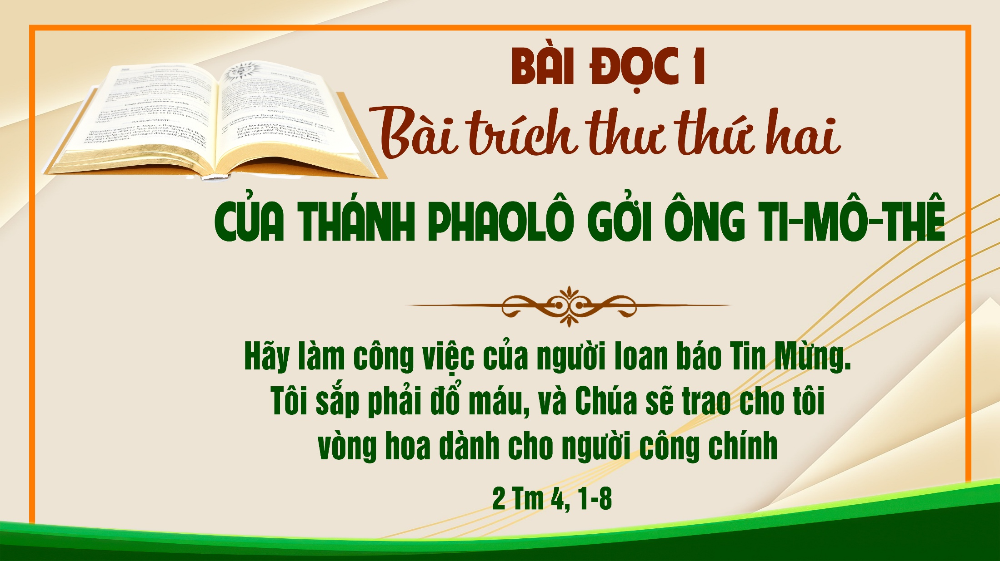 BÀI ĐỌC 1
Bài trích thư thứ hai
CỦA THÁNH PHAOLÔ GỞI ÔNG TI-MÔ-THÊ
Hãy làm công việc của người loan báo Tin Mừng.
Tôi sắp phải đổ máu, và Chúa sẽ trao cho tôi
vòng hoa dành cho người công chính
2 Tm 4, 1-8